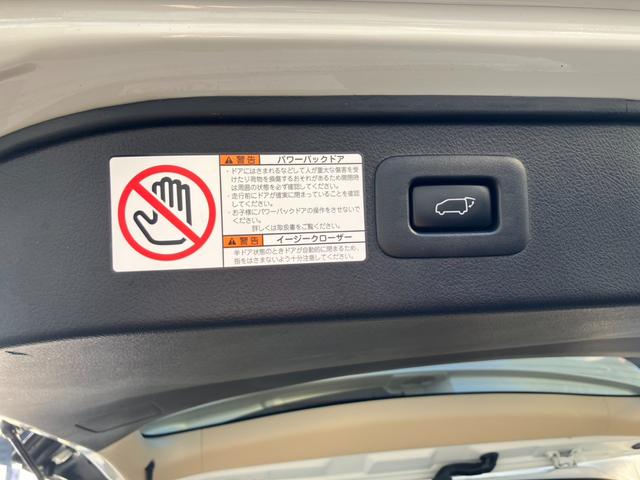 警告 パワーバックドア
・ドアにはさまれるなどして人が重大な傷害を受
けたり荷物を損傷するおそれがあるため開閉時
は周囲の状態を必ず確認してください。
・走行前にドアが確実に閉まっていることを確認
してください。
・お子様にパワーバックドアの操作をさせないで
ください。
詳しくは取扱書をご覧ください。
警告 イージークローザー
半ドア状態のときドアが自動的に閉まるため、
指をはさまないよう十分注意してください。